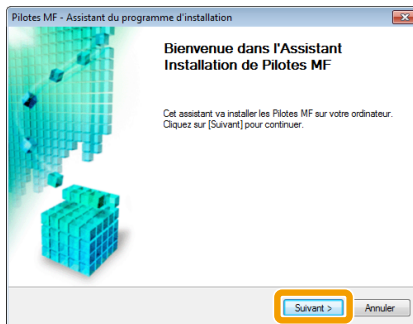 Pilotes MF - Assistant du programme d'installation
Bienvenue dans l'Assistant
Installation de Pilotes MF
Cet assistant va installer les Pilotes MF sur votre ordinateur.
Cliquez sur [Suivant] pour continuer.
Suivant >
Annuler